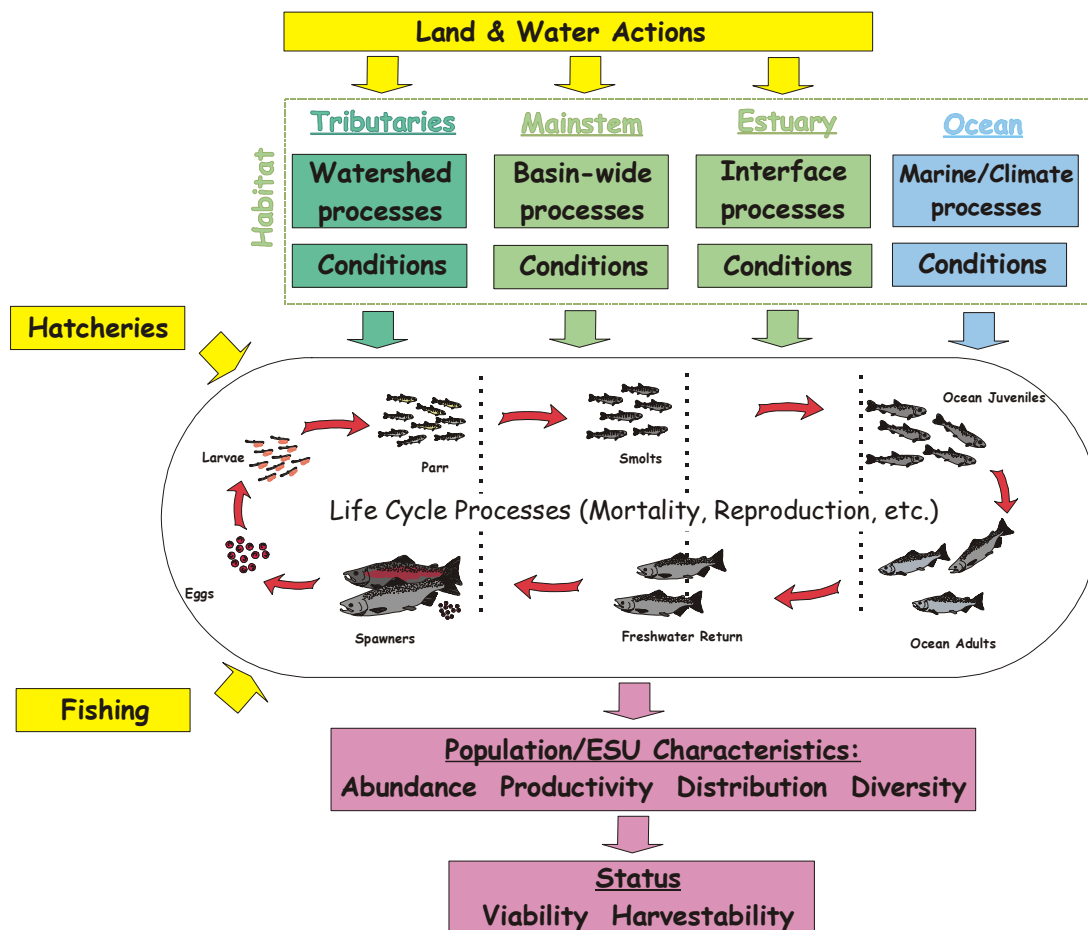 Land & Water Actions
Habitat
Tributaries
Mainstem
Estuary
Ocean
Watershed
processes
Basin-wide
processes
Interface
processes
Marine/Climate
processes
Conditions
Conditions
Conditions
Conditions
Hatcheries
Ocean Juveniles
Larvae
Parr
Smolts
Life Cycle Processes (Mortality, Reproduction, etc.)
Eggs
Spawners
Freshwater Return
Ocean Adults
Fishing
Population/ESU Characteristics:
Abundance Productivity Distribution Diversity
Status
Viability Harvestability